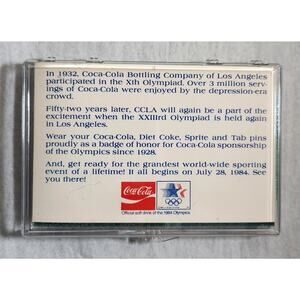 In 1932, Coca-Cola Bottling Company of Los Angeles
participated in the Xth Olympiad. Over 3 million serv-
ings of Coca-Cola were enjoyed by the depression-era
crowd.
Fifty-two years later, CCLA will again be a part of the
excitement when the XXIIIrd Olympiad is held again
in Los Angeles.
Wear your Coca-Cola, Diet Coke, Sprite and Tab pins
proudly as a badge of honor for Coca-Cola sponsorship
of the Olympics since 1928.
And, get ready for the grandest world-wide sporting
event of a lifetime! It all begins on July 28, 1984. See
you there!
Coca-Cola
Official soft drink of the 1984 Olympics